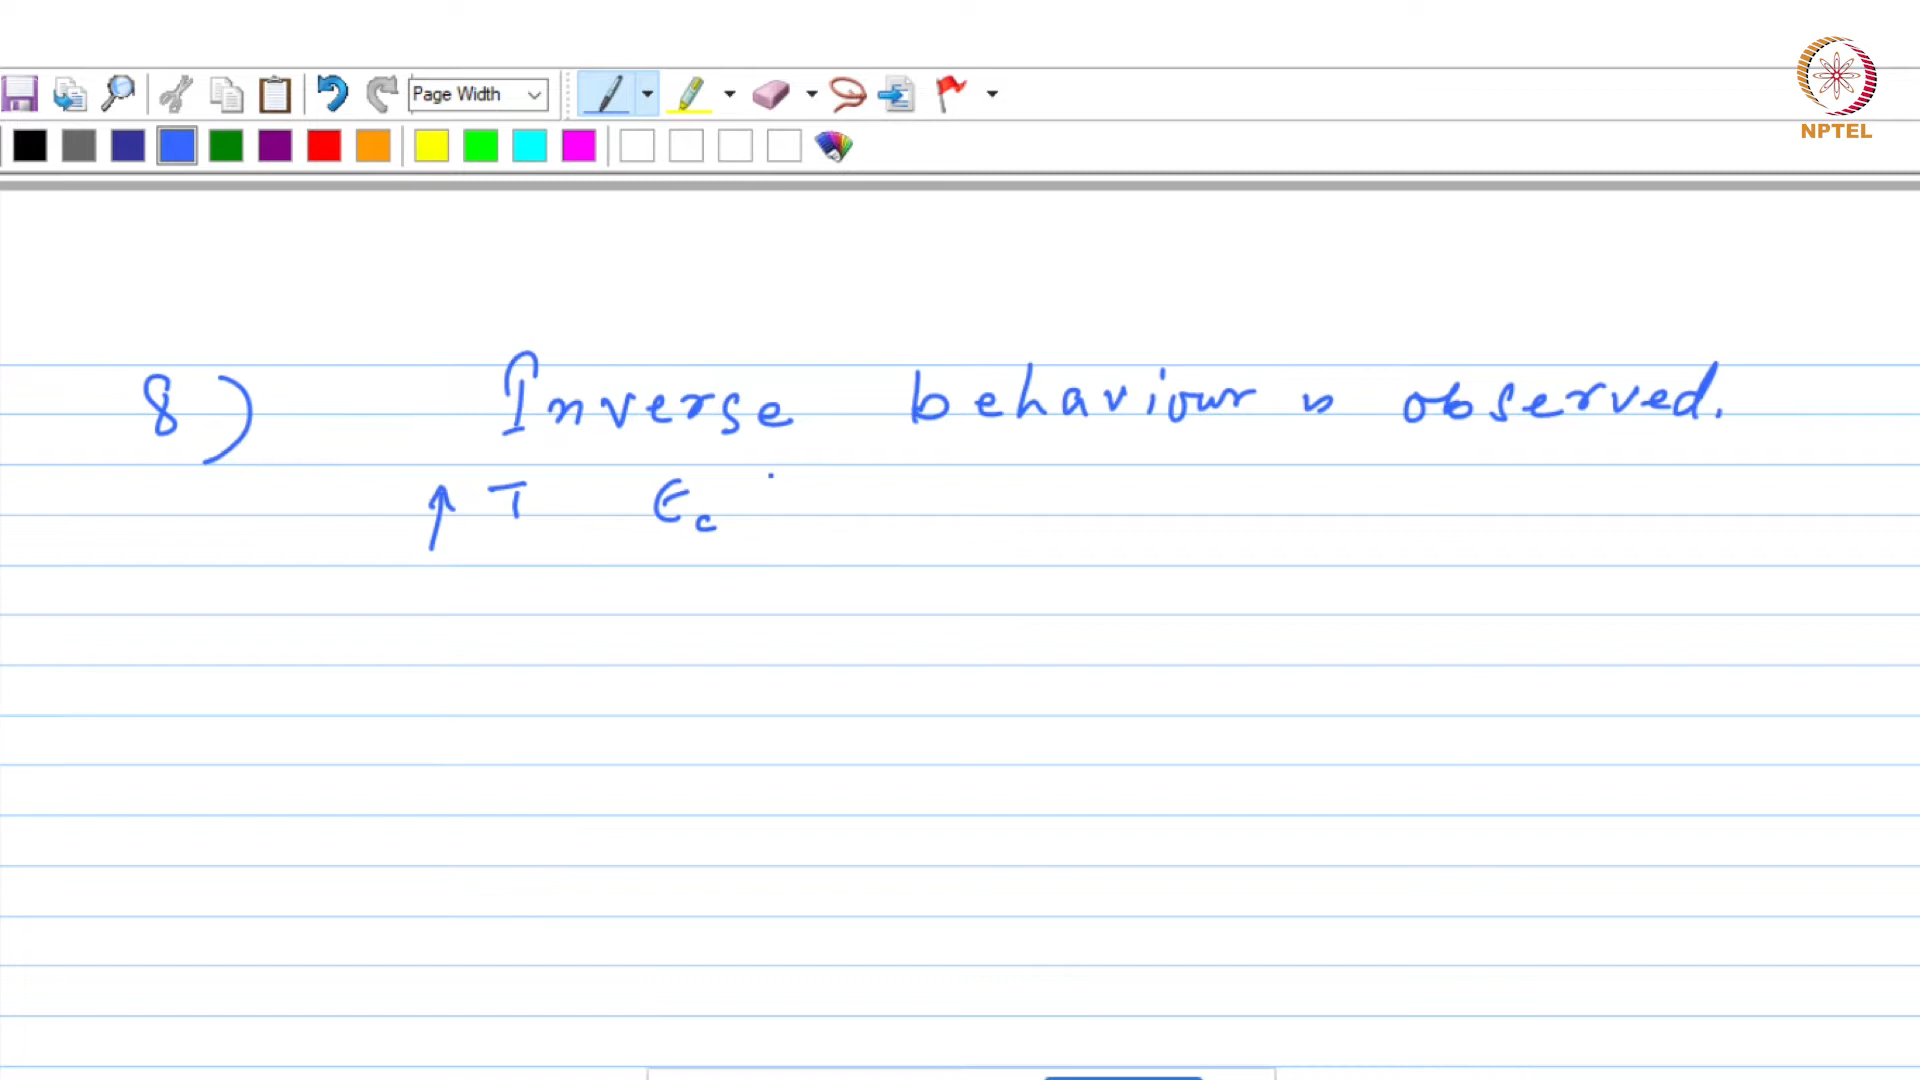 Page Width
NPTEL
8) Inverse behaviour is observed.
↑ T Ec